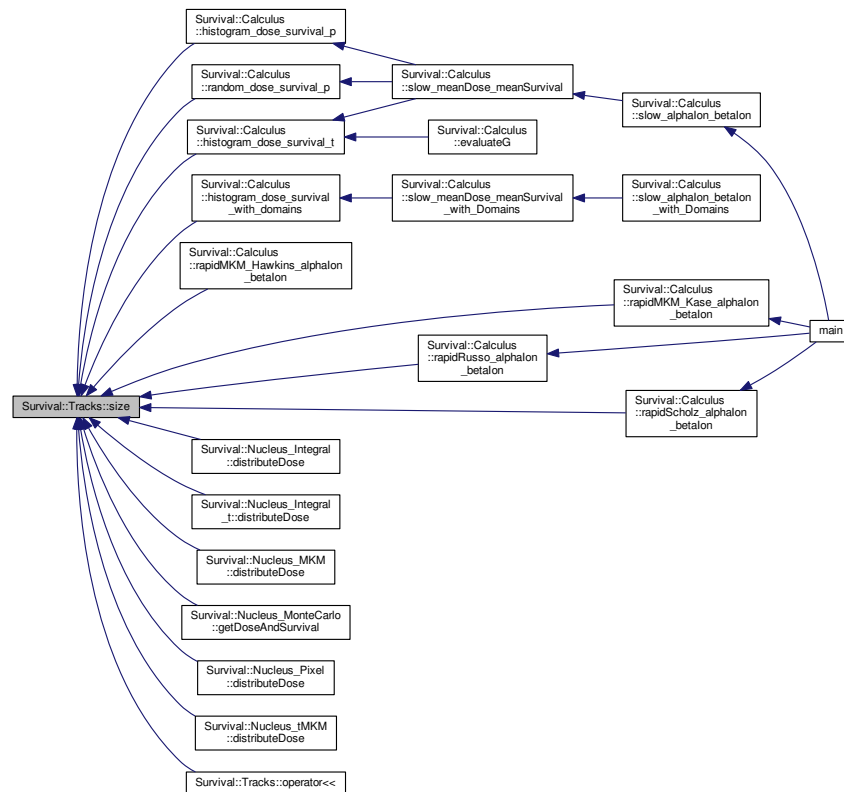 Survival::Calculus
::histogram_dose_survival_p
Survival::Calculus
::random_dose_survival_p
Survival::Calculus
::slow_meanDose_meanSurvival
Survival::Calculus
::slow_alphaIon_betaIon
Survival::Calculus
::histogram_dose_survival_t
Survival::Calculus
::evaluateG
Survival::Calculus
::histogram_dose_survival
_with_domains
Survival::Calculus
::slow_meanDose_meanSurvival
_with_Domains
Survival::Calculus
::slow_alphaIon_betaIon
_with_Domains
Survival::Calculus
::rapidMKM_Hawkins_alphaIon
_betaIon
Survival::Calculus
::rapidMKM_Kase_alphaIon
_betaIon
main
Survival::Calculus
::rapidRusso_alphaIon
_betaIon
Survival::Tracks::size
Survival::Calculus
::rapidScholz_alphaIon
_betaIon
Survival::Nucleus_Integral
::distributeDose
Survival::Nucleus_Integral
_t::distributeDose
Survival::Nucleus_MKM
::distributeDose
Survival::Nucleus_MonteCarlo
::getDoseAndSurvival
Survival::Nucleus_Pixel
::distributeDose
Survival::Nucleus_tMKM
::distributeDose
Survival::Tracks::operator<<